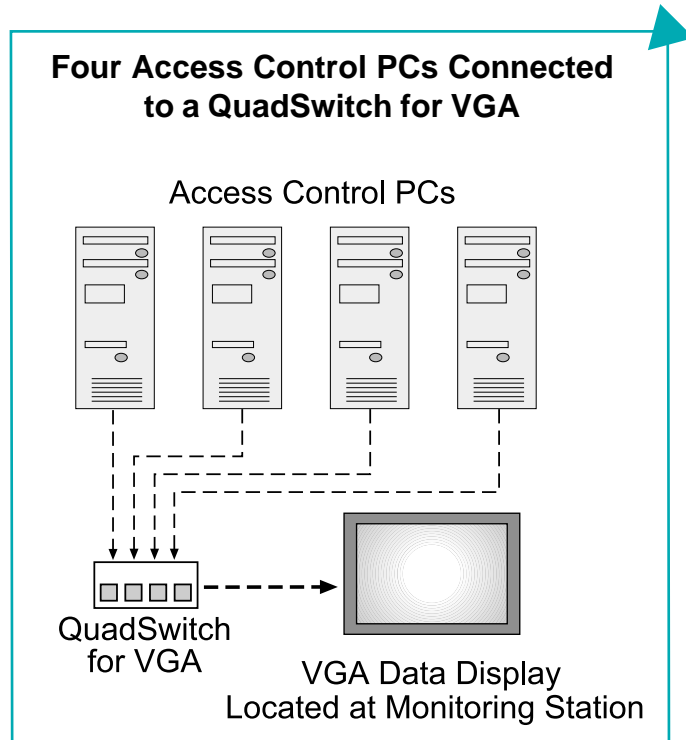 Four Access Control PCs Connected
to a QuadSwitch for VGA
Access Control PCs
QuadSwitch
for VGA
VGA Data Display
Located at Monitoring Station